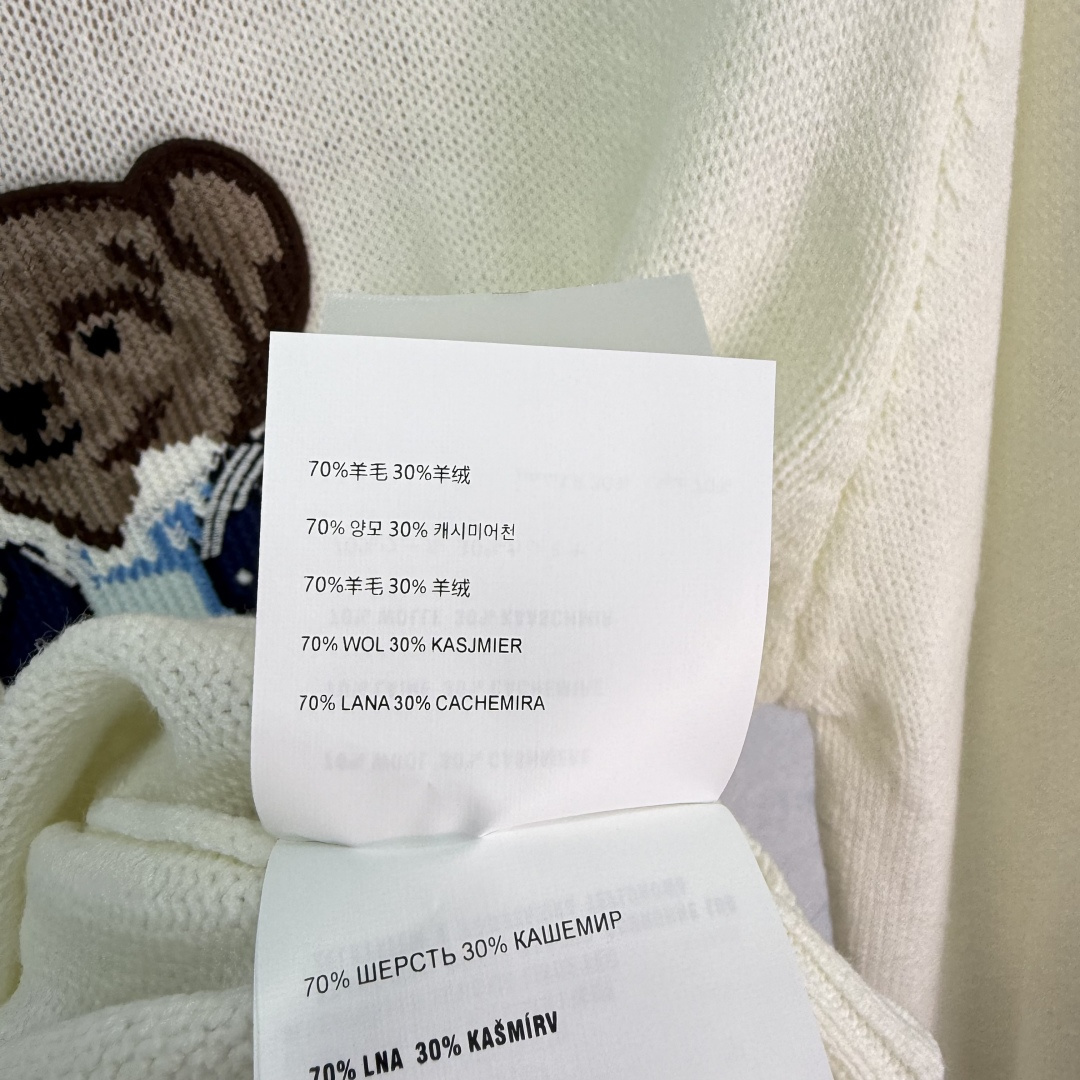 70%羊毛 30%羊绒
70% 양모 30% 캐시미어천
70%羊毛 30% 羊绒
70% WOL 30% KASJMIER
70% LANA 30% CACHEMIRA
70% ШЕРСТЬ 30% КАШЕМИР
70% LNA 30% KAŠMÍRV